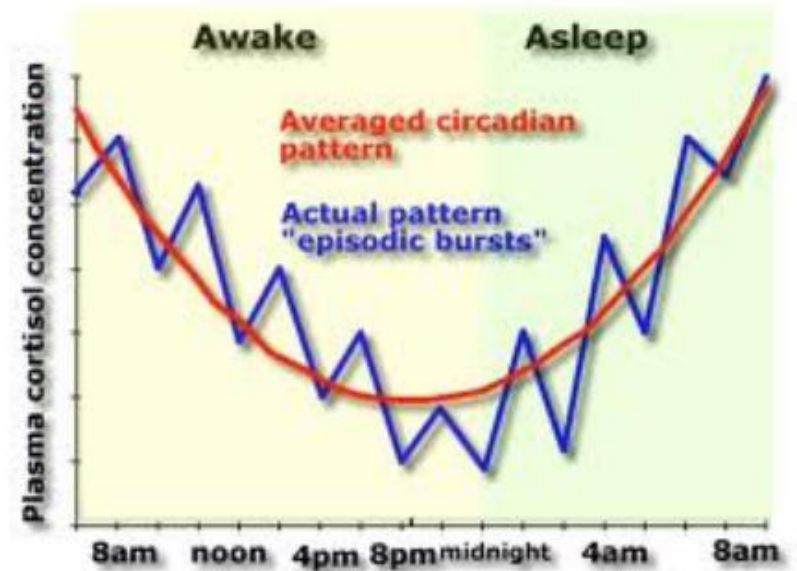 Awake
Asleep
Averaged circadian
pattern
Actual pattern
"episodic bursts"
Plasma cortisol concentration
8am noon 4pm 8pm midnight 4am 8am